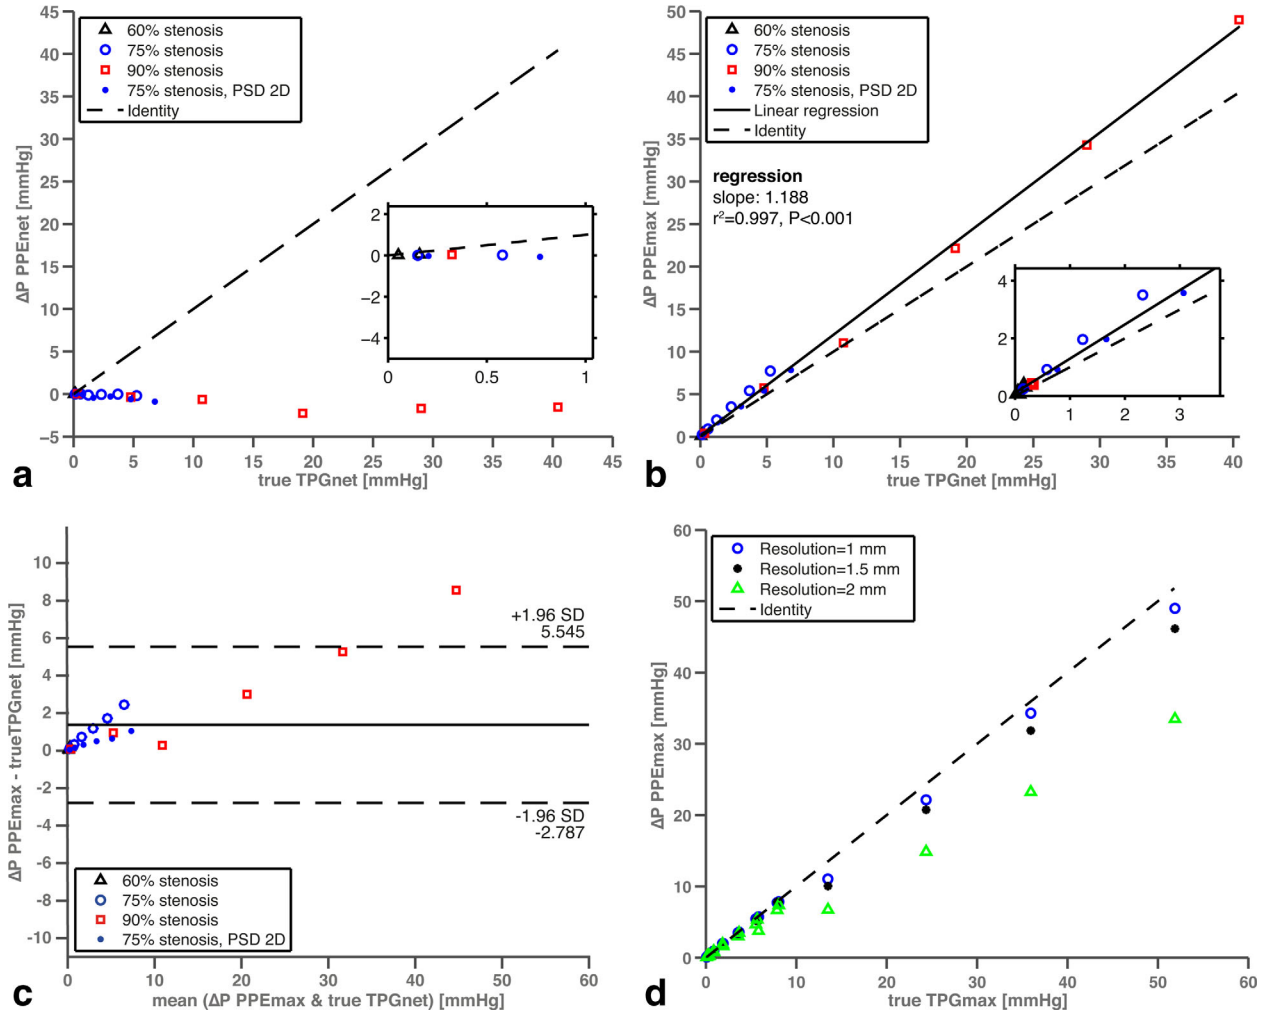 45
40
35
30
25
20
15
10
5
0
−5
ΔP PPEnet [mmHg]
60% stenosis
75% stenosis
90% stenosis
75% stenosis, PSD 2D
Identity
2
0
−2
−4
0 0.5 1
0 5 10 15 20 25 30 35 40 45
true TPGnet [mmHg]
a
50
45
40
35
30
25
20
15
10
5
0
ΔP PPEmax [mmHg]
60% stenosis
75% stenosis
90% stenosis
75% stenosis, PSD 2D
Linear regression
Identity
regression
slope: 1.188
r²=0.997, P<0.001
4
2
0
0 1 2 3
0 5 10 15 20 25 30 35 40
true TPGnet [mmHg]
b
10
8
6
4
2
0
-2
-4
-6
-8
-10
ΔP PPEmax - trueTPGnet [mmHg]
+1.96 SD
5.545
-1.96 SD
-2.787
60% stenosis
75% stenosis
90% stenosis
75% stenosis, PSD 2D
0 10 20 30 40 50 60
mean (ΔP PPEmax & true TPGnet) [mmHg]
c
60
50
40
30
20
10
0
ΔP PPEmax [mmHg]
Resolution=1 mm
Resolution=1.5 mm
Resolution=2 mm
Identity
0 10 20 30 40 50 60
true TPGmax [mmHg]
d